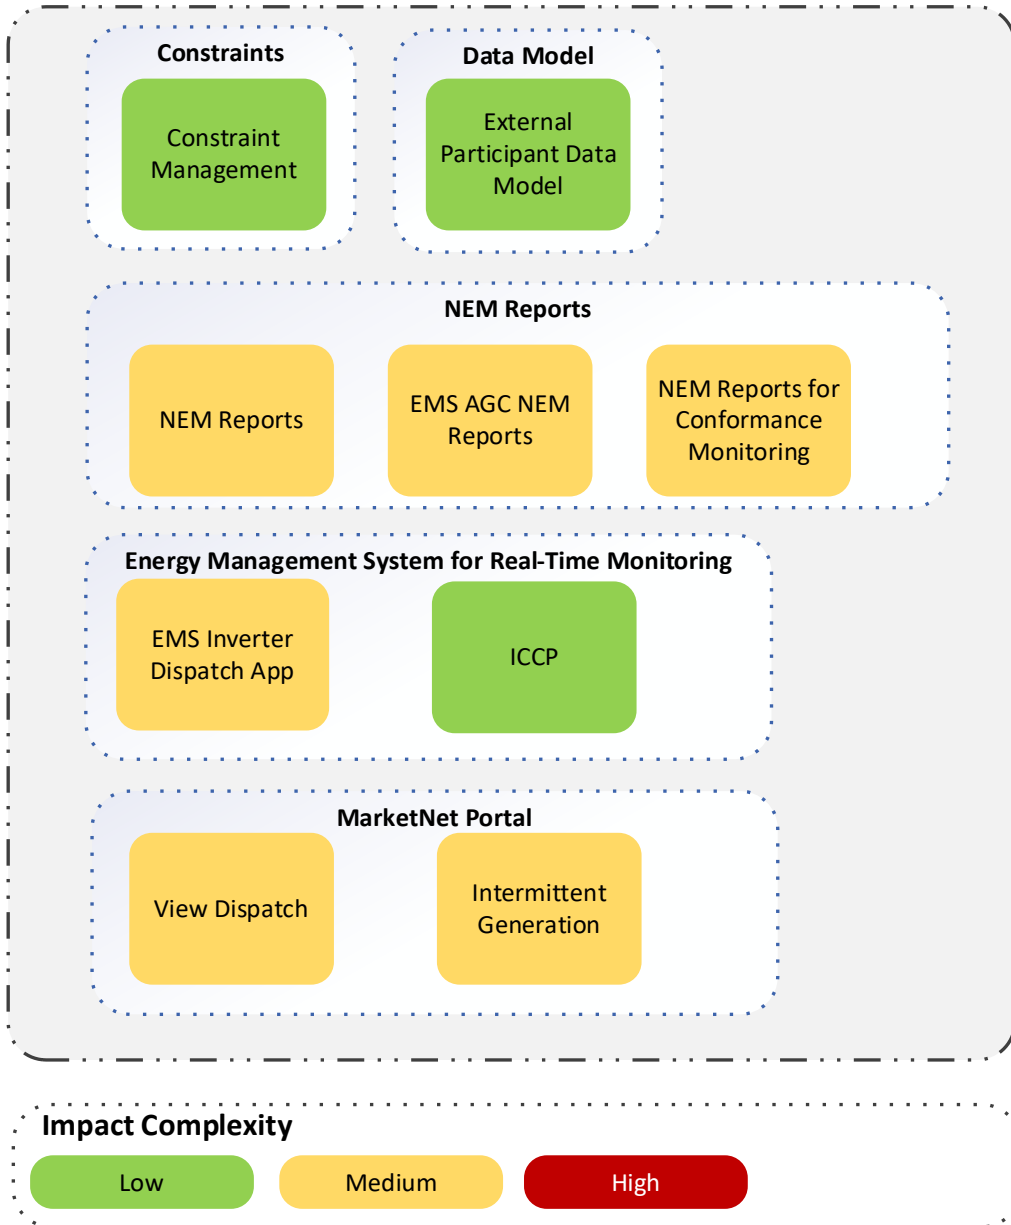 Constraints
Constraint
Management
Data Model
External
Participant Data
Model
NEM Reports
NEM Reports
EMS AGC NEM
Reports
NEM Reports for
Conformance
Monitoring
Energy Management System for Real-Time Monitoring
EMS Inverter
Dispatch App
ICCP
MarketNet Portal
View Dispatch
Intermittent
Generation
Impact Complexity
Low
Medium
High